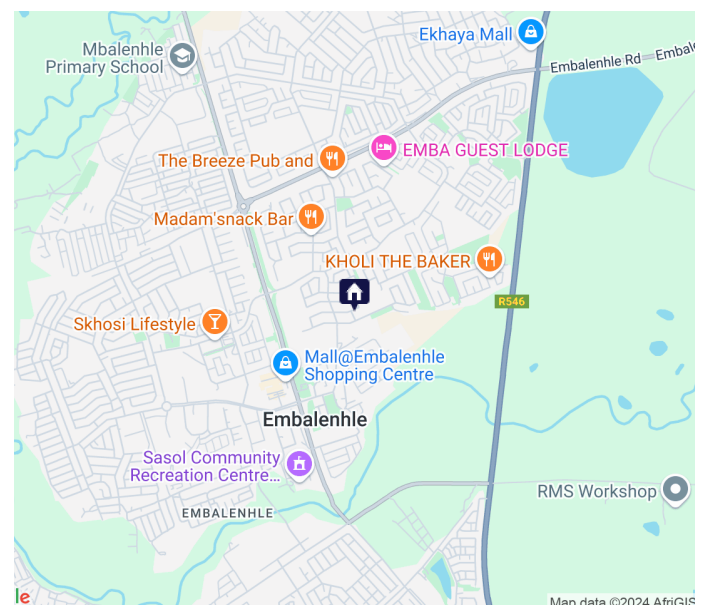 Ekhaya Mall
Mbalenhle
Primary School
Embalenhle Rd
Embale
The Breeze Pub and
EMBA GUEST LODGE
Madam'snack Bar
KHOLI THE BAKER
R546
Skhosi Lifestyle
Mall@Embalenhle
Shopping Centre
Embalenhle
Sasol Community
Recreation Centre...
RMS Workshop
EMBALENHLE
le
Map data ©2024 AfriGIS